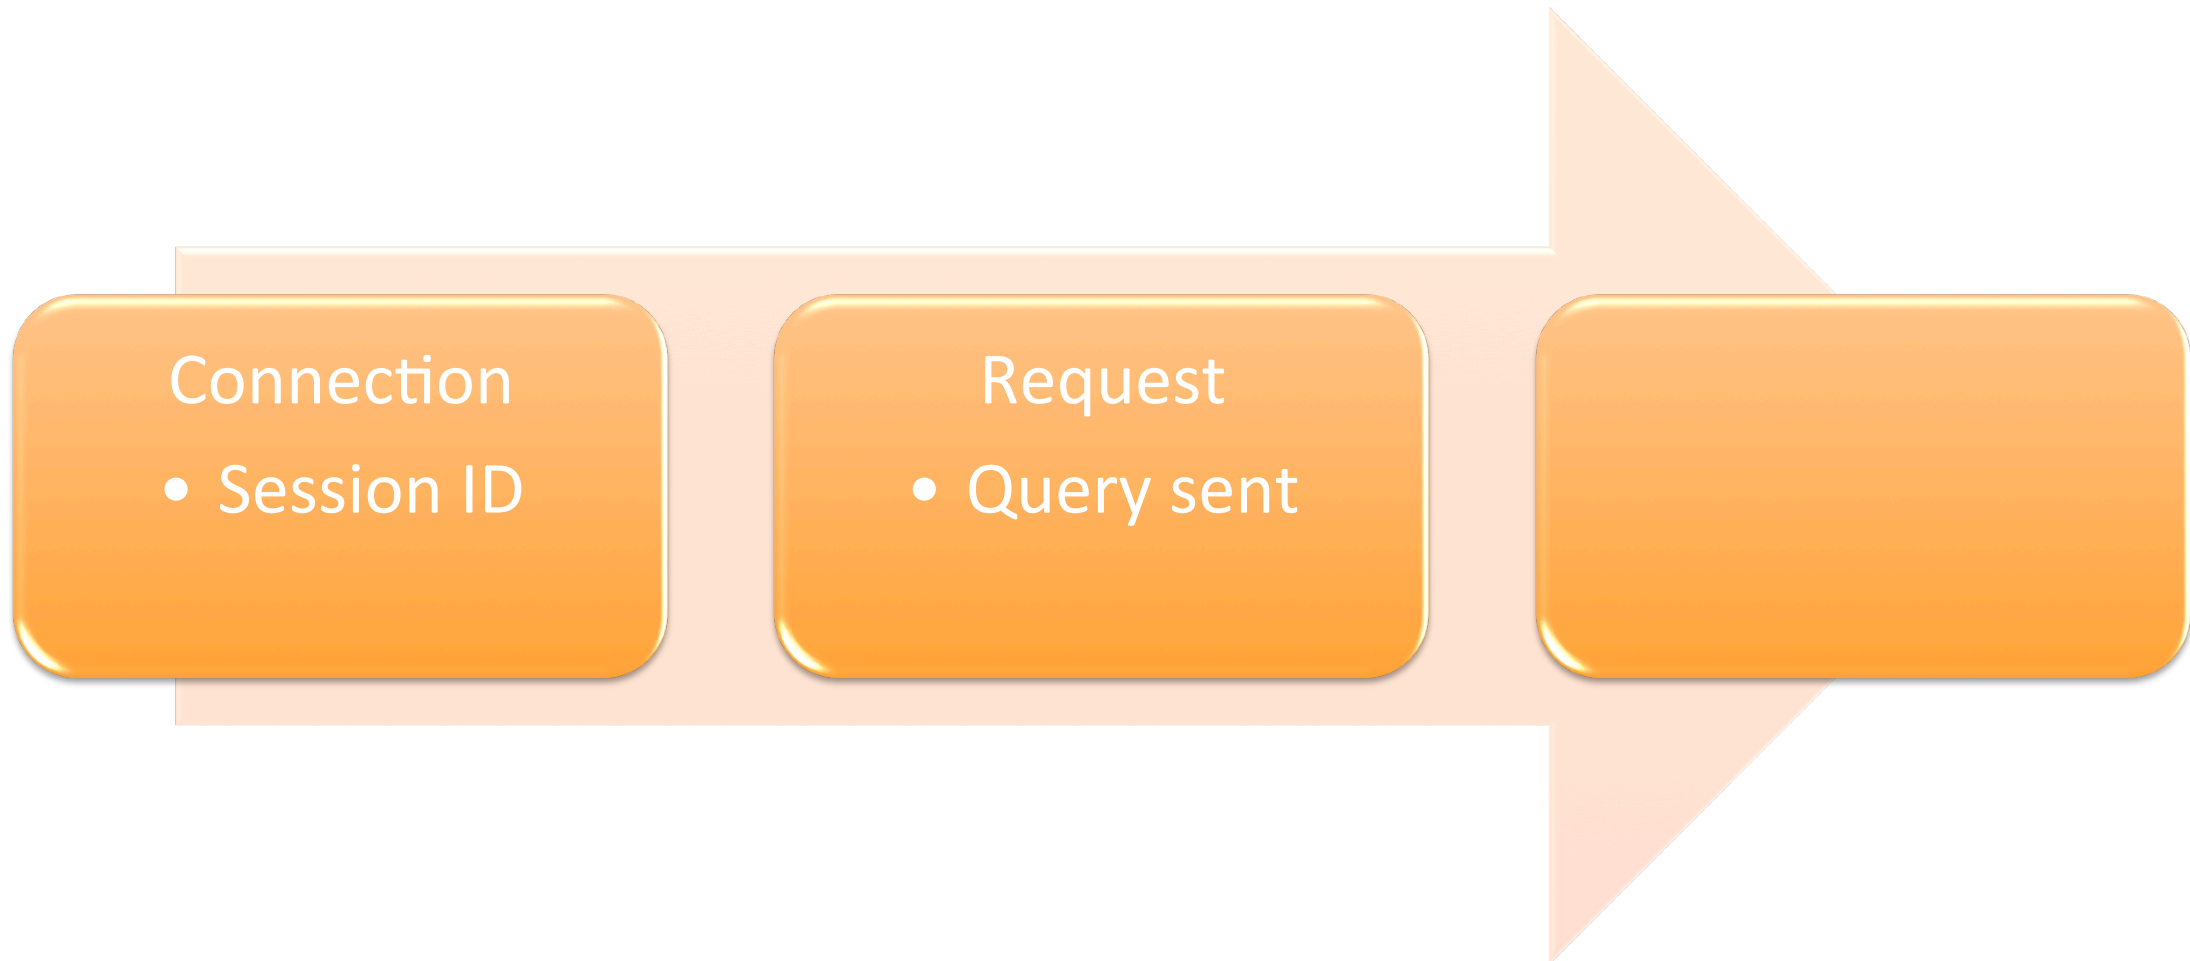 Connection
• Session ID
Request
• Query sent